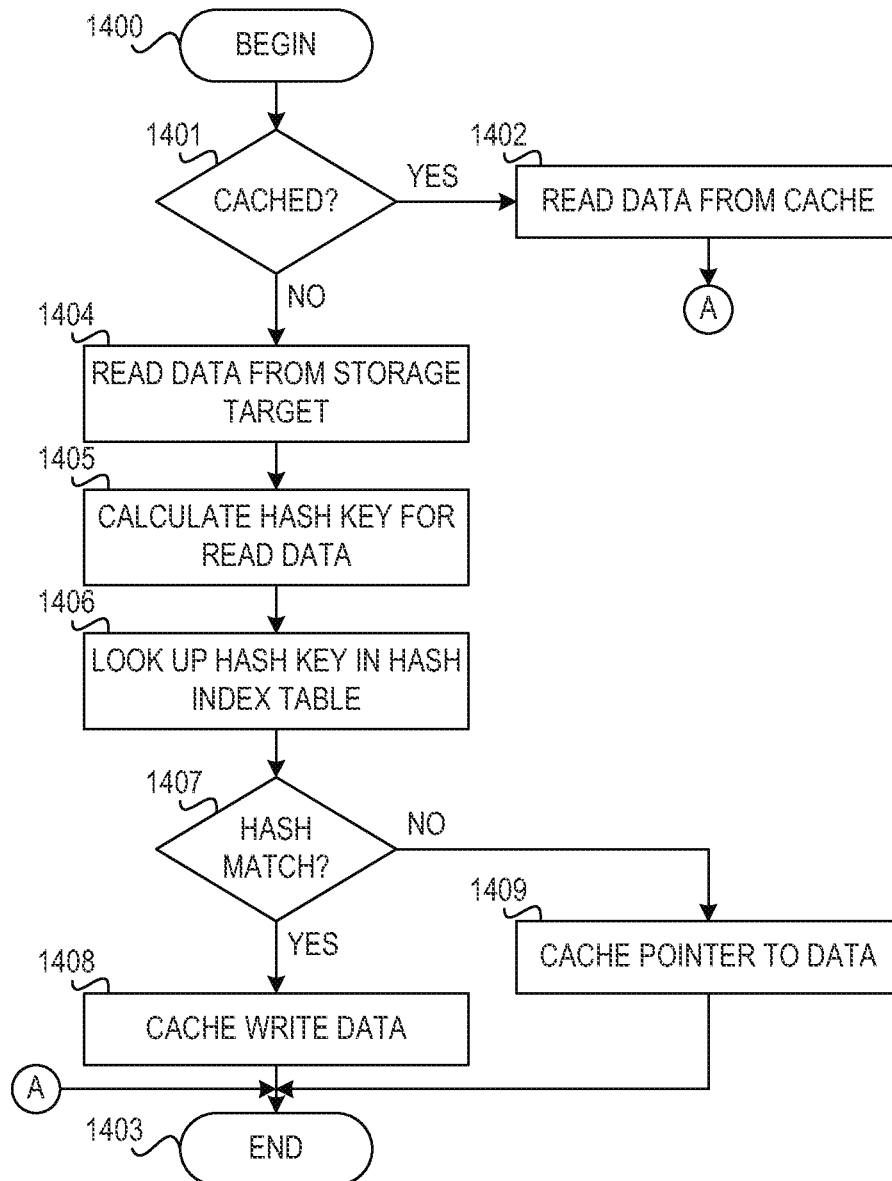 1400
BEGIN
1401
CACHED?
YES
1402
READ DATA FROM CACHE
A
NO
1404
READ DATA FROM STORAGE
TARGET
1405
CALCULATE HASH KEY FOR
READ DATA
1406
LOOK UP HASH KEY IN HASH
INDEX TABLE
1407
HASH
MATCH?
NO
1409
CACHE POINTER TO DATA
YES
1408
CACHE WRITE DATA
A
1403
END